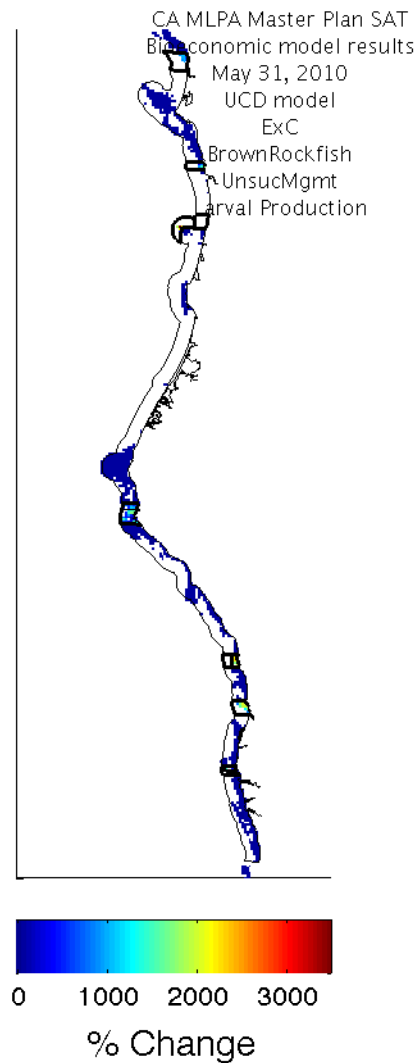 CA MLPA Master Plan SAT
Bioeconomic model results
May 31, 2010
UCD model
ExC
BrownRockfish
UnsucMgmt
arval Production
0 1000 2000 3000
% Change